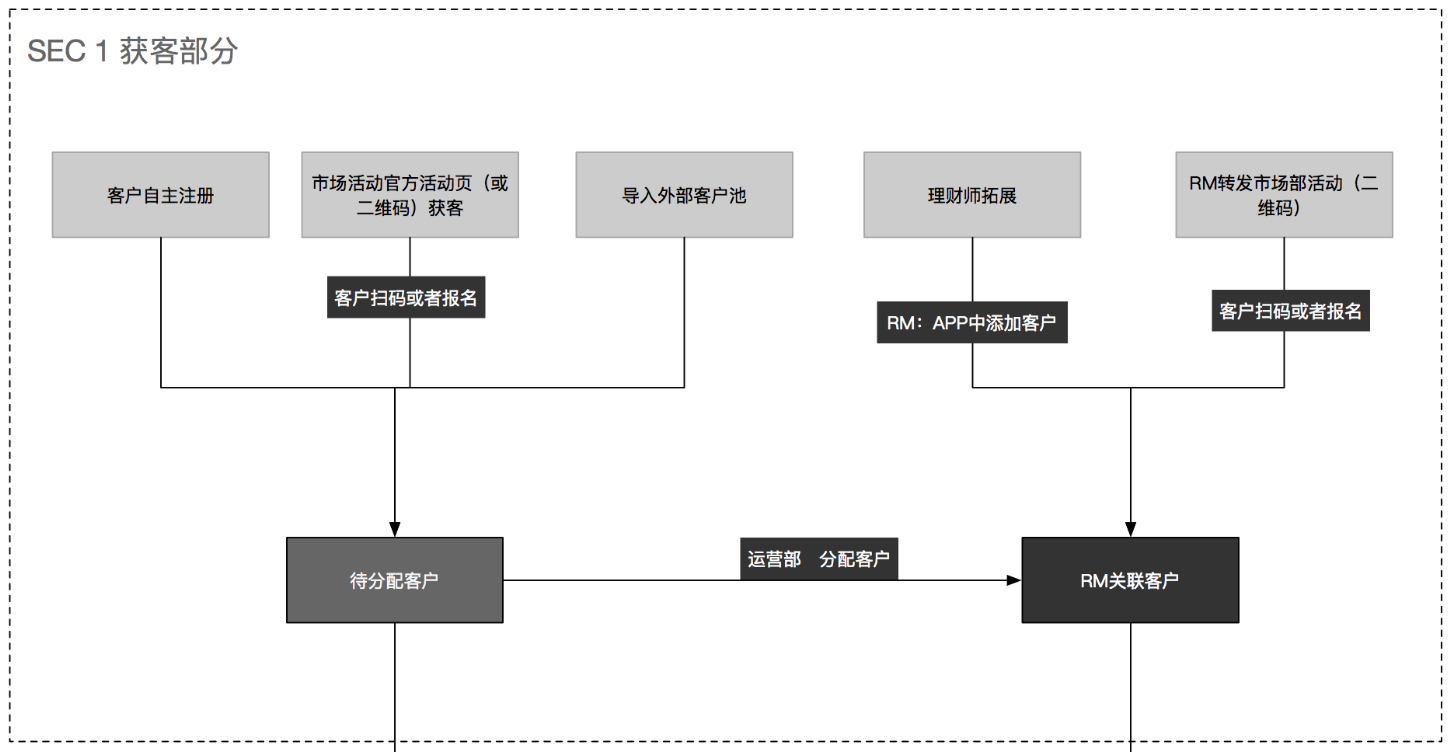 SEC 1 获客部分
客户自主注册
市场活动官方活动页（或
二维码）获客
导入外部客户池
理财师拓展
RM转发市场部活动（二
维码）
客户扫码或者报名
RM：APP中添加客户
客户扫码或者报名
待分配客户
运营部　分配客户
RM关联客户